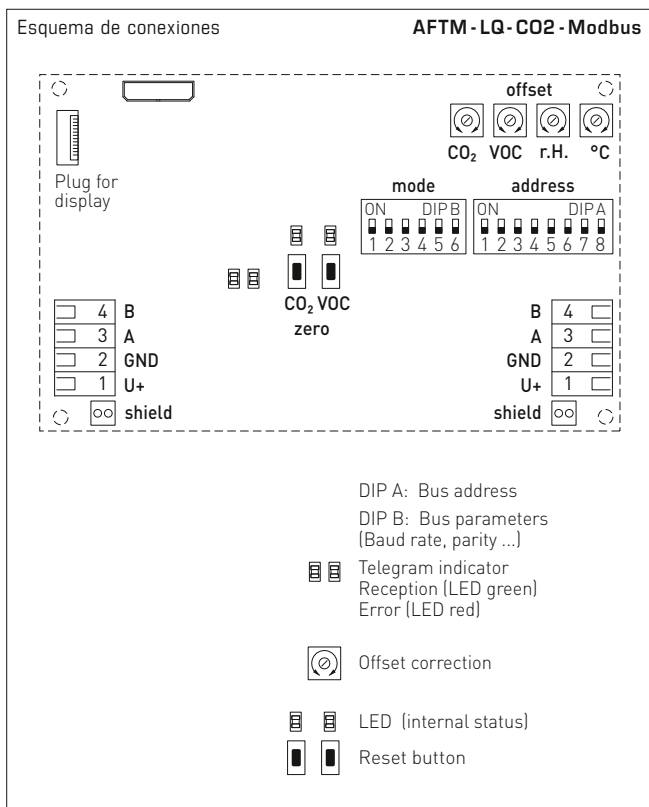 Esquema de conexiones
AFTM - LQ - CO2 - Modbus
offset
CO₂ VOC r.H. °C
Plug for
display
mode
address
ON DIP B
1 2 3 4 5 6
ON DIP A
1 2 3 4 5 6 7 8
CO₂ VOC
zero
4 B
3 A
2 GND
1 U+
shield
B 4
A 3
GND 2
U+ 1
shield
DIP A: Bus address
DIP B: Bus parameters
(Baud rate, parity ...)
Telegram indicator
Reception (LED green)
Error (LED red)
Offset correction
LED (internal status)
Reset button